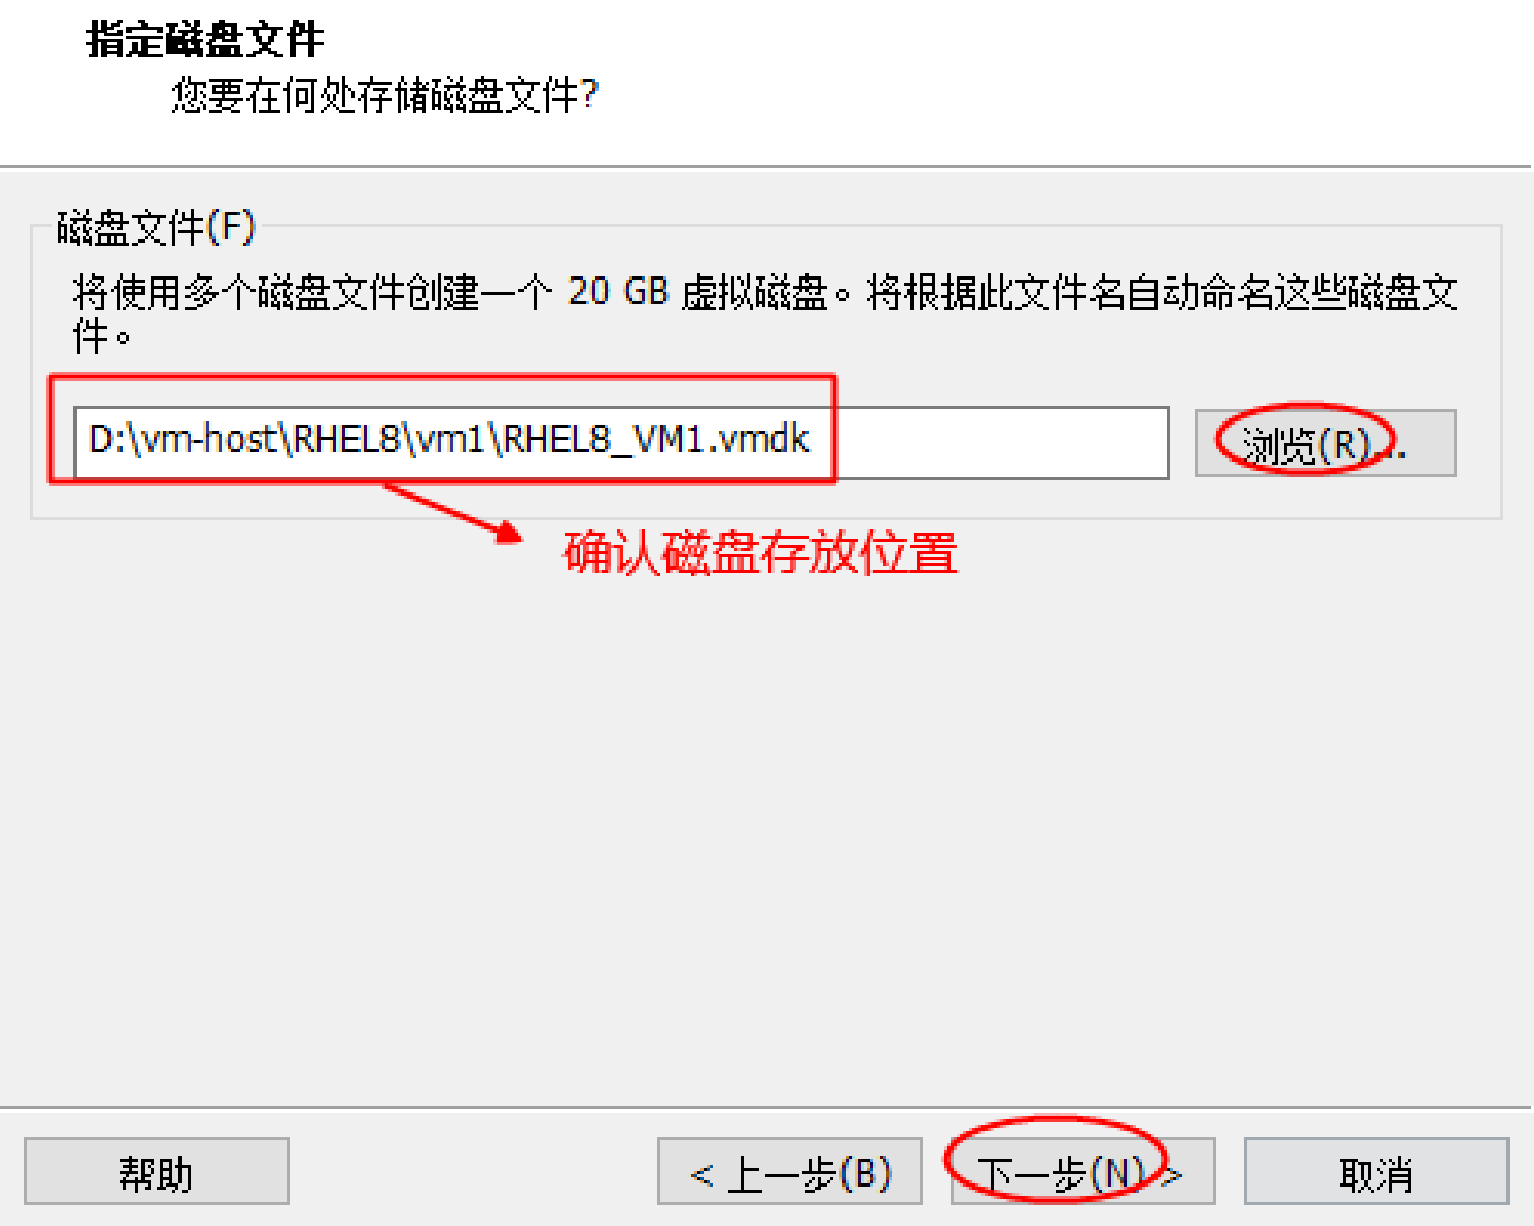 指定磁盘文件
您要在何处存储磁盘文件?
磁盘文件(F)
将使用多个磁盘文件创建一个 20 GB 虚拟磁盘。将根据此文件名自动命名这些磁盘文
件。
D:\vm-host\RHEL8\vm1\RHEL8_VM1.vmdk
浏览(R)...
确认磁盘存放位置
帮助
< 上一步(B)
下一步(N) >
取消